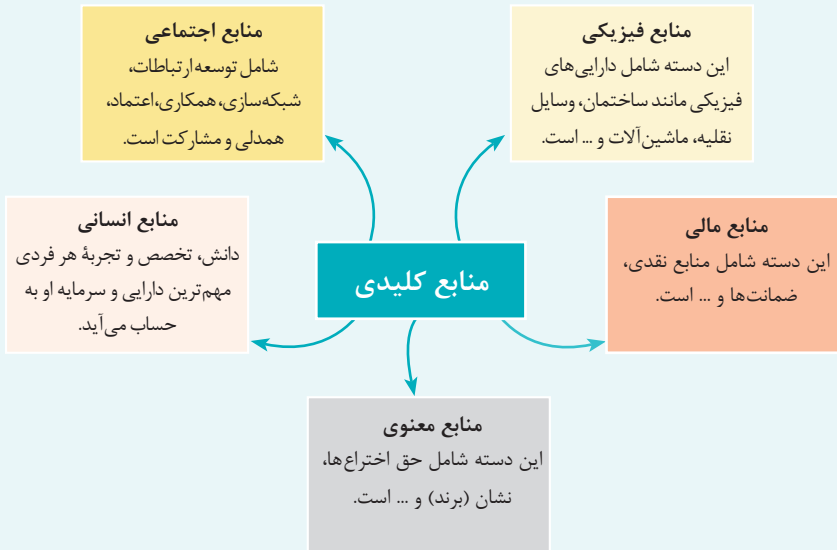 منابع فیزیکی
این دسته شامل دارایی‌های
فیزیکی مانند ساختمان، وسایل
نقلیه، ماشین‌آلات و ... است.
منابع اجتماعی
شامل توسعه ارتباطات،
شبکه‌سازی، همکاری،اعتماد،
همدلی و مشارکت است.
منابع مالی
این دسته شامل منابع نقدی،
ضمانت‌ها و ... است.
منابع کلیدی
منابع انسانی
دانش، تخصص و تجربهٔ هر فردی
مهم‌ترین دارایی و سرمایه او به
حساب می‌آید.
منابع معنوی
این دسته شامل حق اختراع‌ها،
نشان (برند) و ... است.